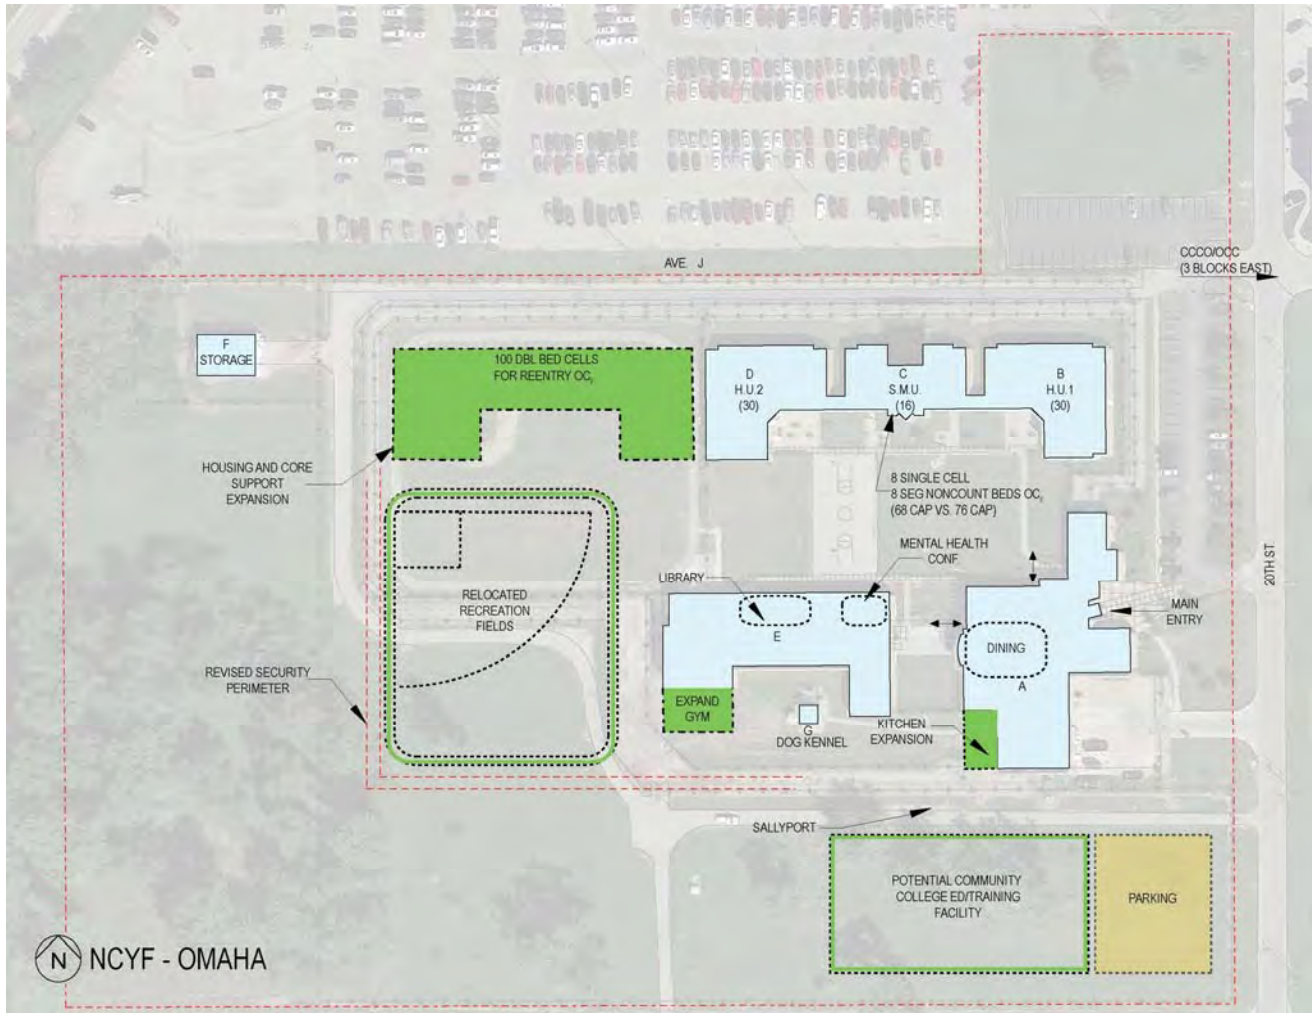 CCCO/OCC
(3 BLOCKS EAST)
AVE. J
F
STORAGE
100 DBL BED CELLS
FOR REENTRY OC,
D
H.U.2
(30)
C
S.M.U.
(16)
B
H.U.1
(30)
HOUSING AND CORE
SUPPORT
EXPANSION
8 SINGLE CELL
8 SEG NONCOUNT BEDS OC,
(68 CAP VS. 76 CAP)
MENTAL HEALTH
CONF.
LIBRARY
20TH ST.
RELOCATED
RECREATION
FIELDS
MAIN
ENTRY
E
DINING
A
REVISED SECURITY
PERIMETER
EXPAND
GYM
G
DOG KENNEL
KITCHEN
EXPANSION
SALLYPORT
POTENTIAL COMMUNITY
COLLEGE ED/TRAINING
FACILITY
PARKING
N
NCYF - OMAHA